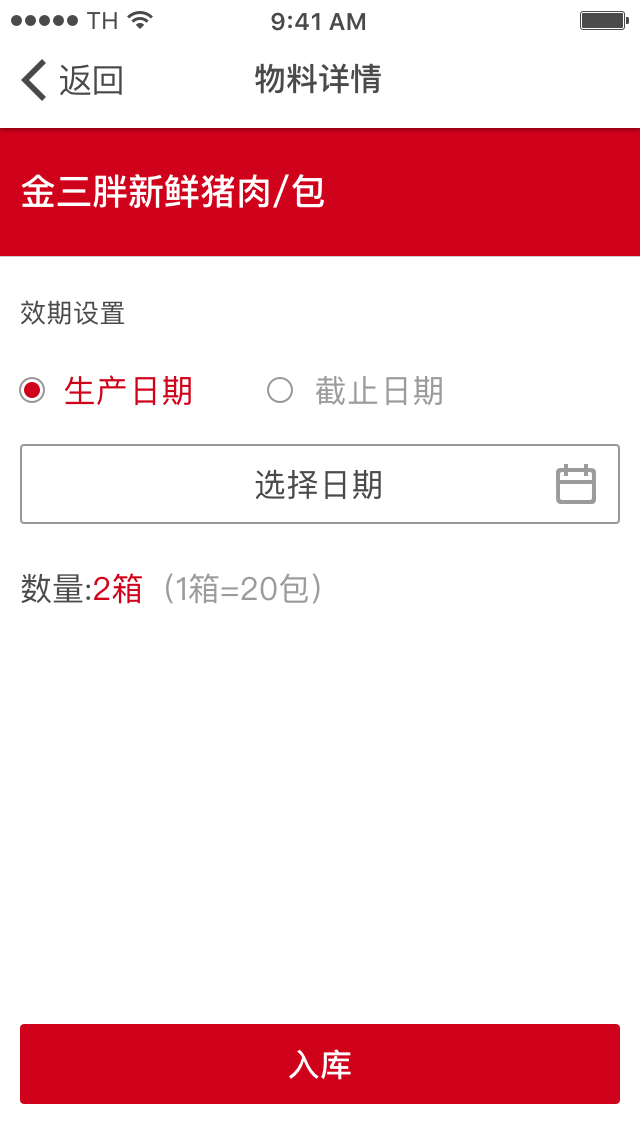 TH 9:41 AM
返回 物料详情
金三胖新鲜猪肉/包
效期设置
生产日期 截止日期
选择日期
数量:2箱（1箱=20包）
入库